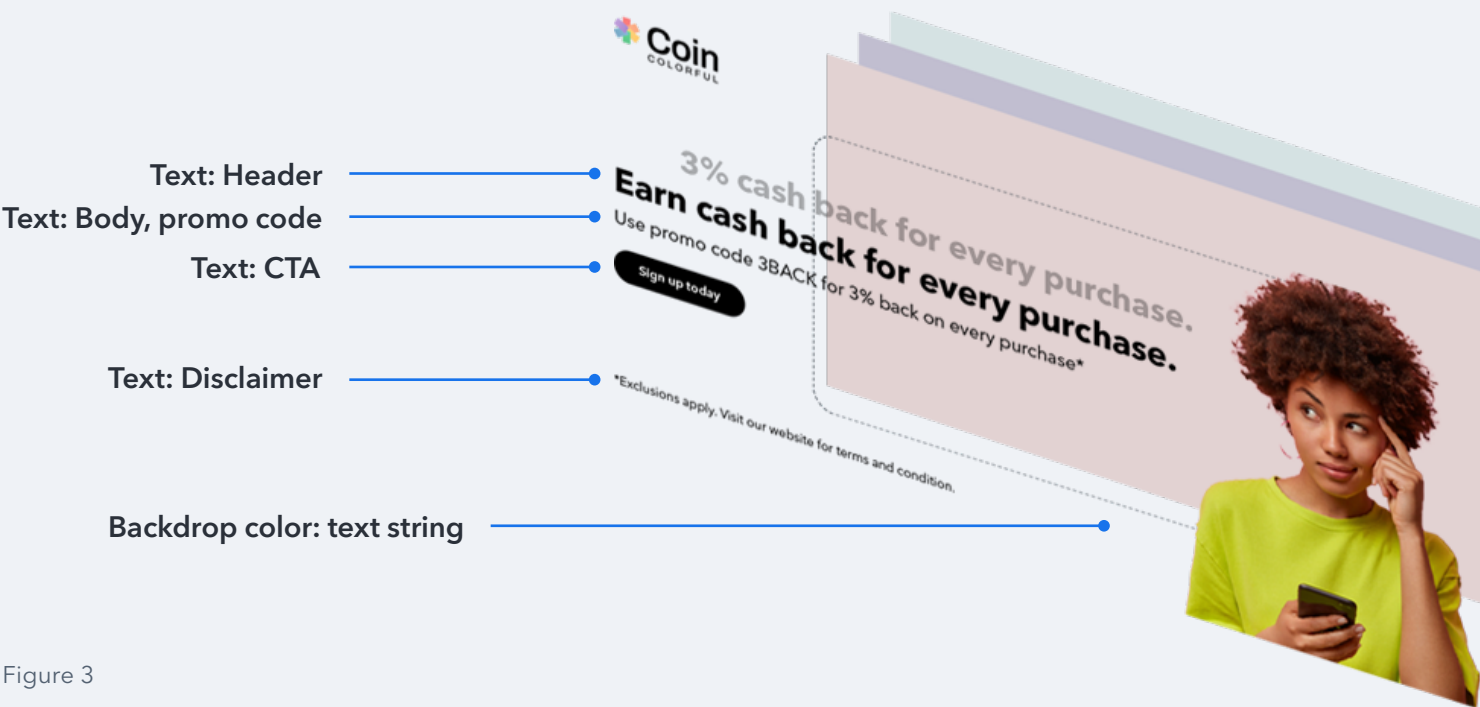 Coin
COLORFUL
Text: Header
3% cash back for every purchase.
Earn cash back for every purchase.
Text: Body, promo code
Use promo code 3BACK for 3% back on every purchase*
Text: CTA
Sign up today
Text: Disclaimer
*Exclusions apply. Visit our website for terms and condition.
Backdrop color: text string
Figure 3